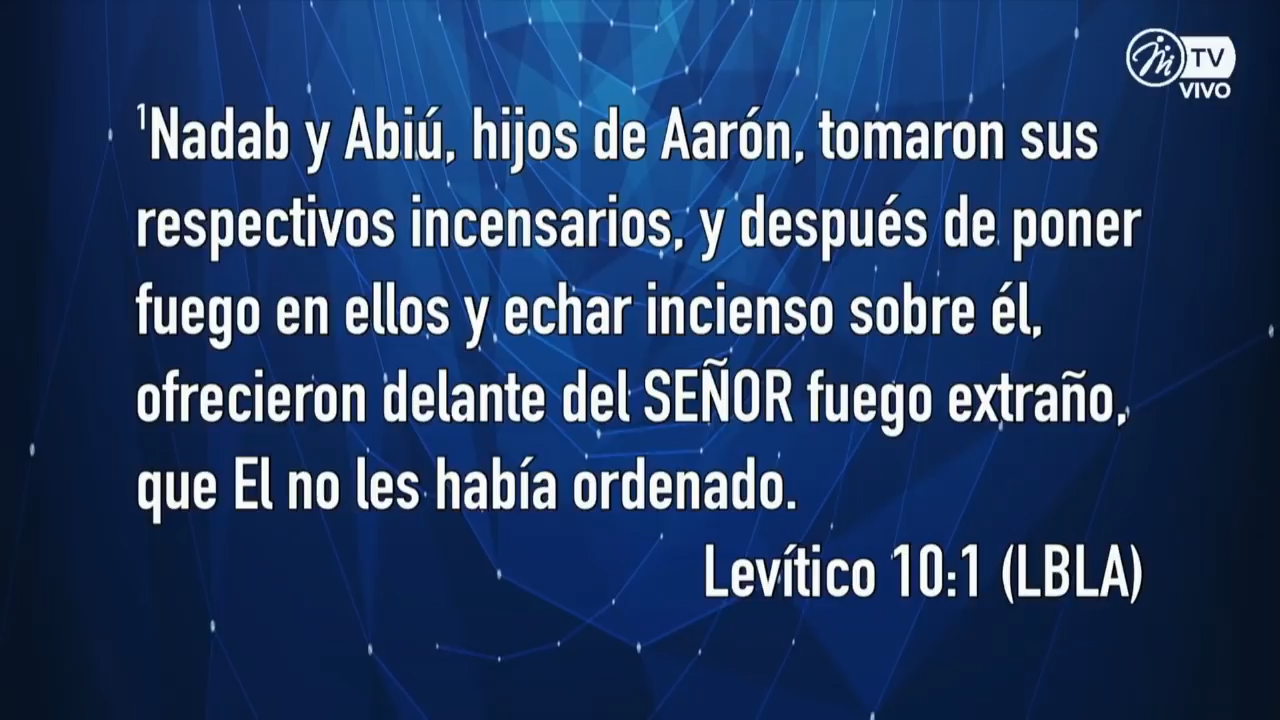 TV
VIVO
¹Nadab y Abiú, hijos de Aarón, tomaron sus
respectivos incensarios, y después de poner
fuego en ellos y echar incienso sobre él,
ofrecieron delante del SEÑOR fuego extraño,
que El no les había ordenado.
Levítico 10:1 (LBLA)